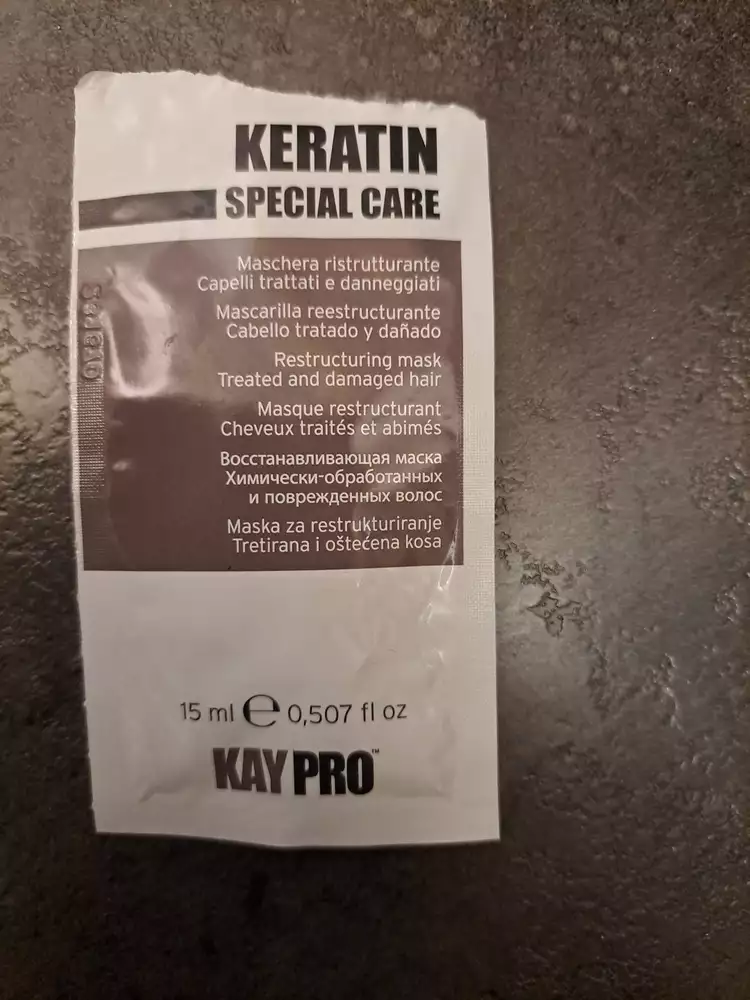 KERATIN
SPECIAL CARE
Maschera ristrutturante
Capelli trattati e danneggiati
Mascarilla reestructurante
Cabello tratado y dañado
Restructuring mask
Treated and damaged hair
Masque restructurant
Cheveux traités et abimés
Восстанавливающая маска
Химически-обработанных
и поврежденных волос
Maska za restrukturiranje
Tretirana i oštećena kosa
15 ml ℮ 0,507 fl oz
KAYPRO™